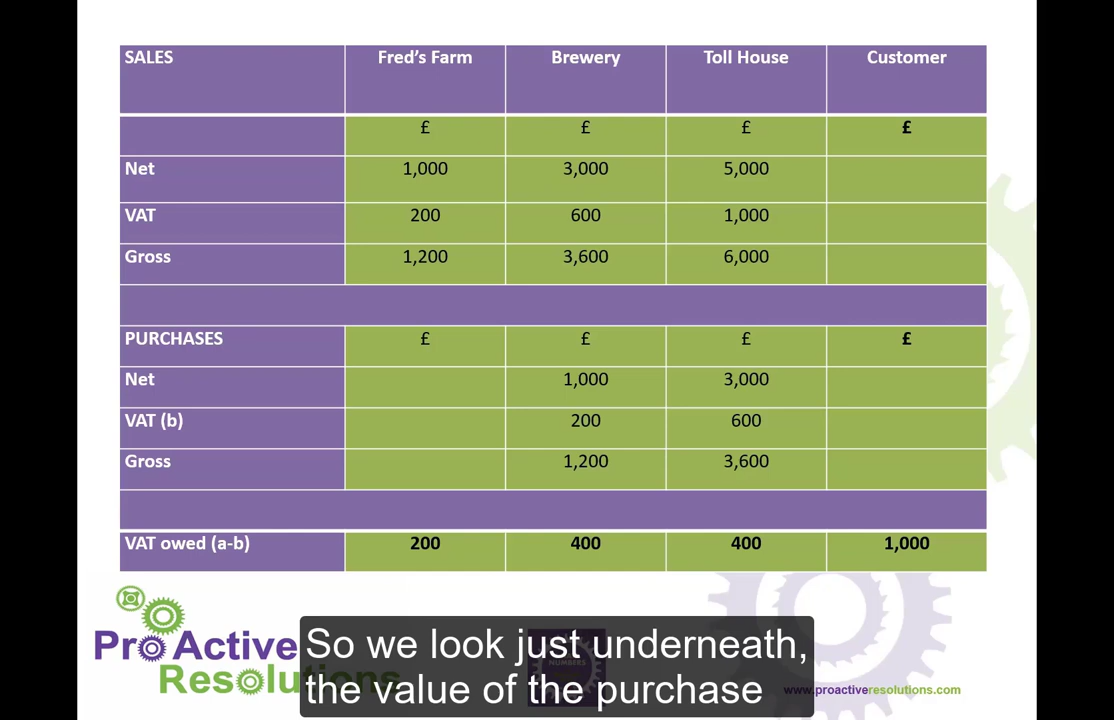 SALES Fred's Farm Brewery Toll House Customer
£ £ £ £
Net 1,000 3,000 5,000
VAT 200 600 1,000
Gross 1,200 3,600 6,000
PURCHASES £ £ £ £
Net 1,000 3,000
VAT (b) 200 600
Gross 1,200 3,600
VAT owed (a-b) 200 400 400 1,000
ProActive
Resolutions
NUMBERS
So we look just underneath,
the value of the purchase
www.proactiveresolutions.com